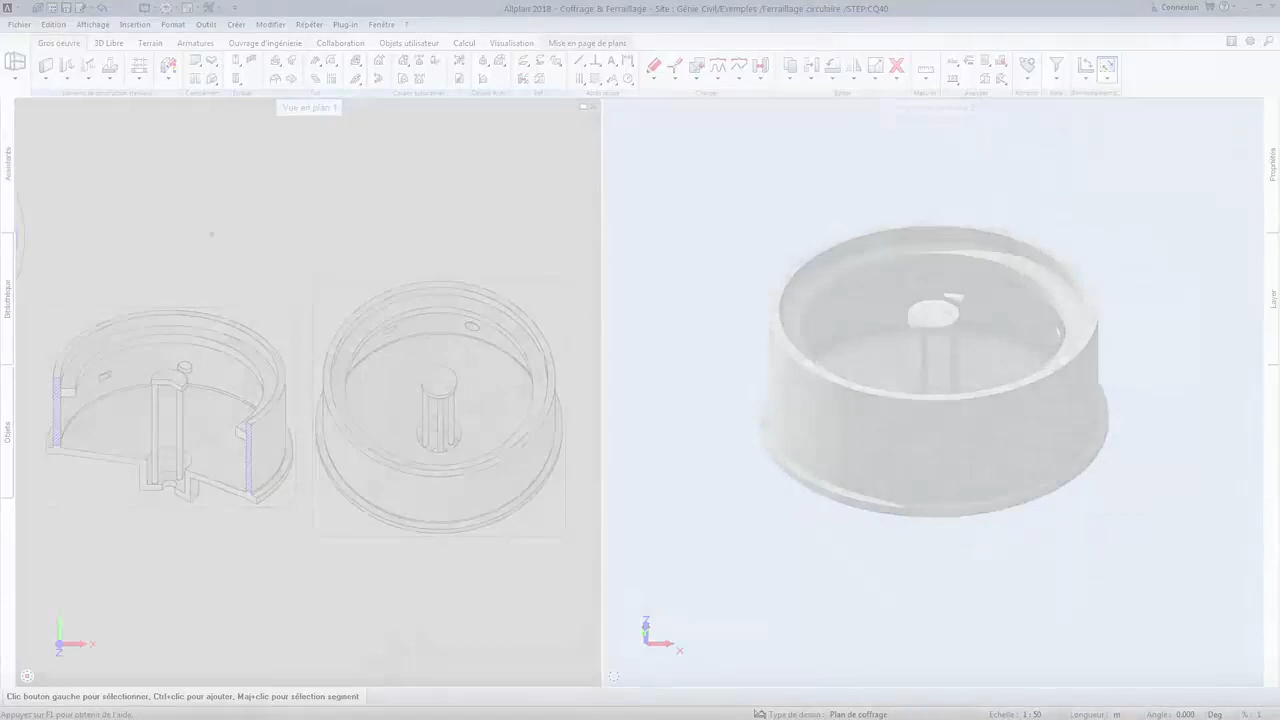 Allplan 2018 - Coffrage & Ferraillage - Site : Génie Civil/Exemples /Ferraillage circulaire /STEP:CQ40
Connexion
Fichier Edition Affichage Insertion Format Outils Créer Modifier Répéter Plug-in Fenêtre ?
Gros oeuvre 3D Libre Terrain Armatures Ouvrage d'ingénierie Collaboration Objets utilisateur Calcul Visualisation Mise en page de plans
Changer
Editer
Vue en plan 1
Assistants
Bibliothèque
Objets
Propriétés
Layer
X
Z
Z
X
Clic bouton gauche pour sélectionner, Ctrl+clic pour ajouter, Maj+clic pour sélection segment
Appuyez sur F1 pour obtenir de l'aide.
Type de dessin : Plan de coffrage
Echelle : 1 : 50
Longueur : m
Angle : 0.000
Deg
% : 1